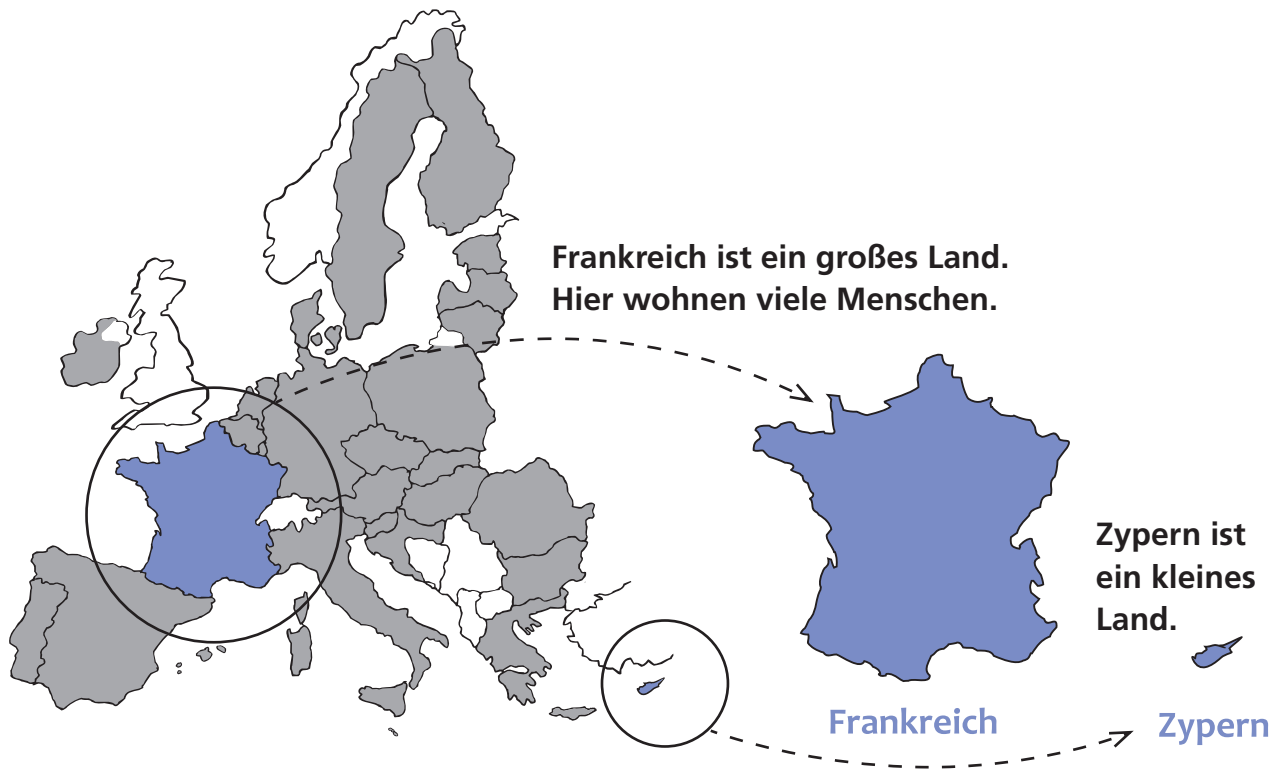 Frankreich ist ein großes Land.
Hier wohnen viele Menschen.
Zypern ist
ein kleines
Land.
Frankreich
Zypern